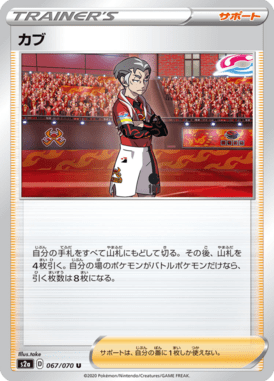 TRAINER'S
サポート
カブ
自分の手札をすべて山札にもどして切る。その後、山札を
4枚引く。自分の場のポケモンがバトルポケモンだけなら、
引く枚数は8枚になる。
Illus.take
s2a D 067/070 U
サポートは、自分の番に1枚しか使えない。
©2020 Pokémon/Nintendo/Creatures/GAME FREAK.